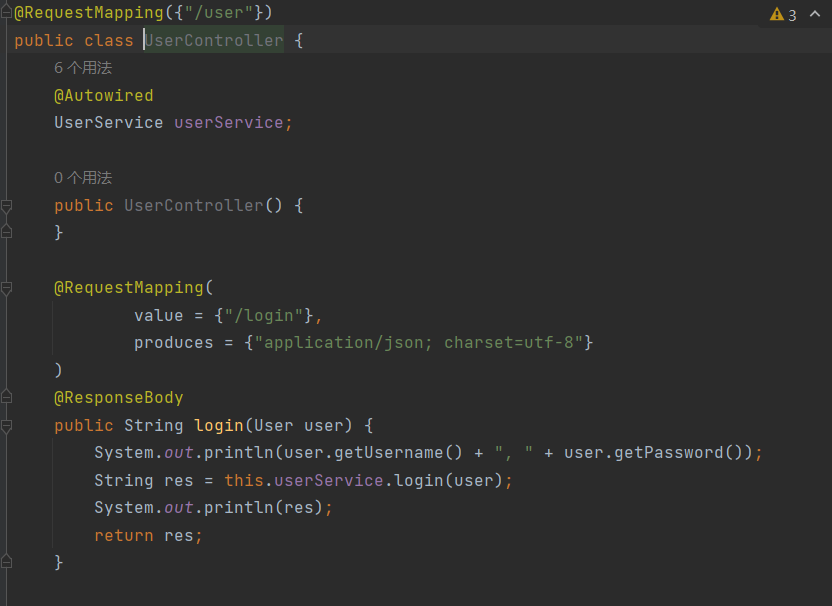 @RequestMapping({"/user"})
3
public class UserController {
6 个用法
@Autowired
UserService userService;
0 个用法
public UserController() {
}
@RequestMapping(
value = {"/login"},
produces = {"application/json; charset=utf-8"}
)
@ResponseBody
public String login(User user) {
System.out.println(user.getUsername() + ", " + user.getPassword());
String res = this.userService.login(user);
System.out.println(res);
return res;
}